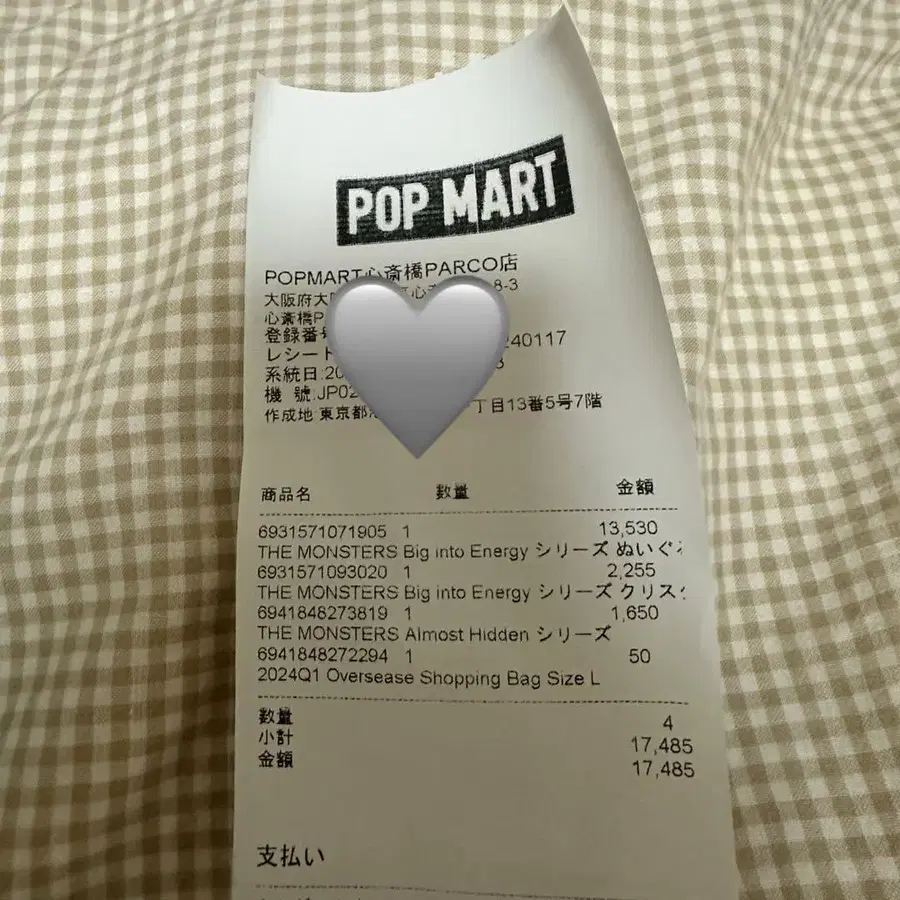 POP MART
POPMART心斎橋PARCO店
大阪府大 8-3
心斎橋P
登録番号
レシート 240117
系統日:20 3
機 號:JP02
作成地 東京都 丁目13番5号7階
商品名 数量 金額
6931571071905 1 13,530
THE MONSTERS Big into Energy シリーズ ぬいぐ
6931571093020 1 2,255
THE MONSTERS Big into Energy シリーズ クリス
6941848273819 1 1,650
THE MONSTERS Almost Hidden シリーズ
6941848272294 1 50
2024Q1 Oversease Shopping Bag Size L
数量 4
小計 17,485
金額 17,485
支払い